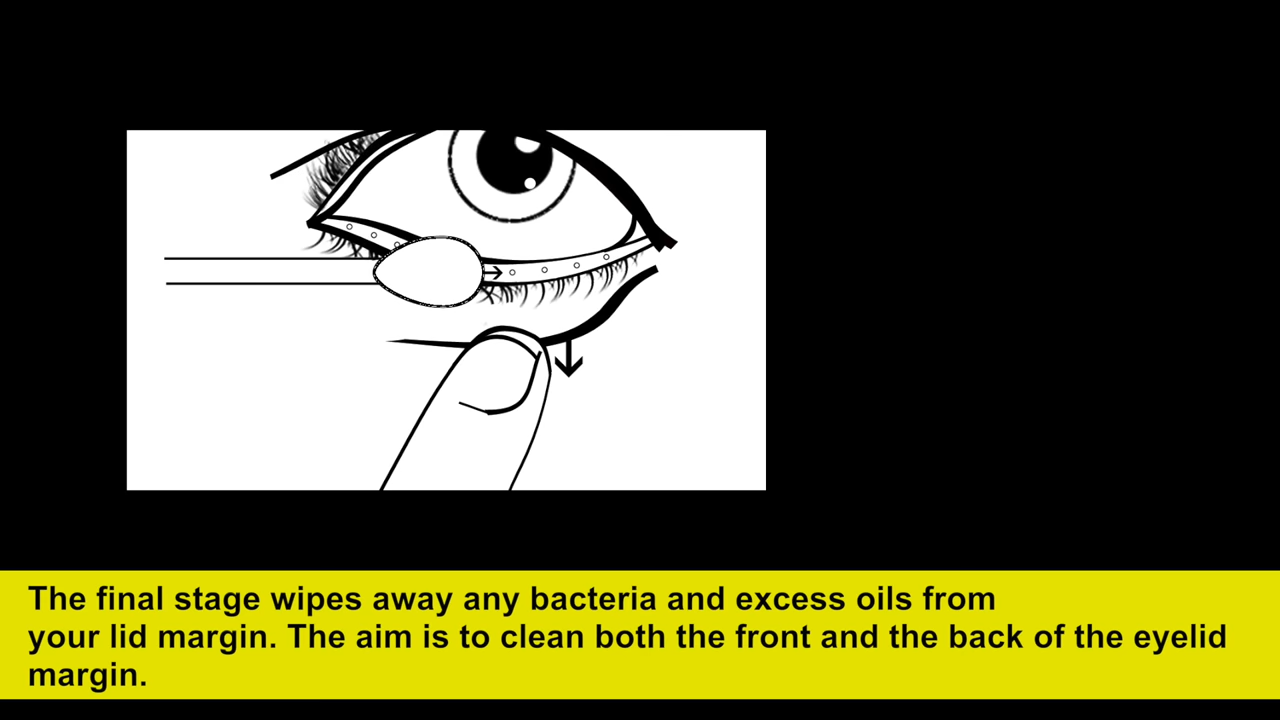 The final stage wipes away any bacteria and excess oils from
your lid margin. The aim is to clean both the front and the back of the eyelid
margin.